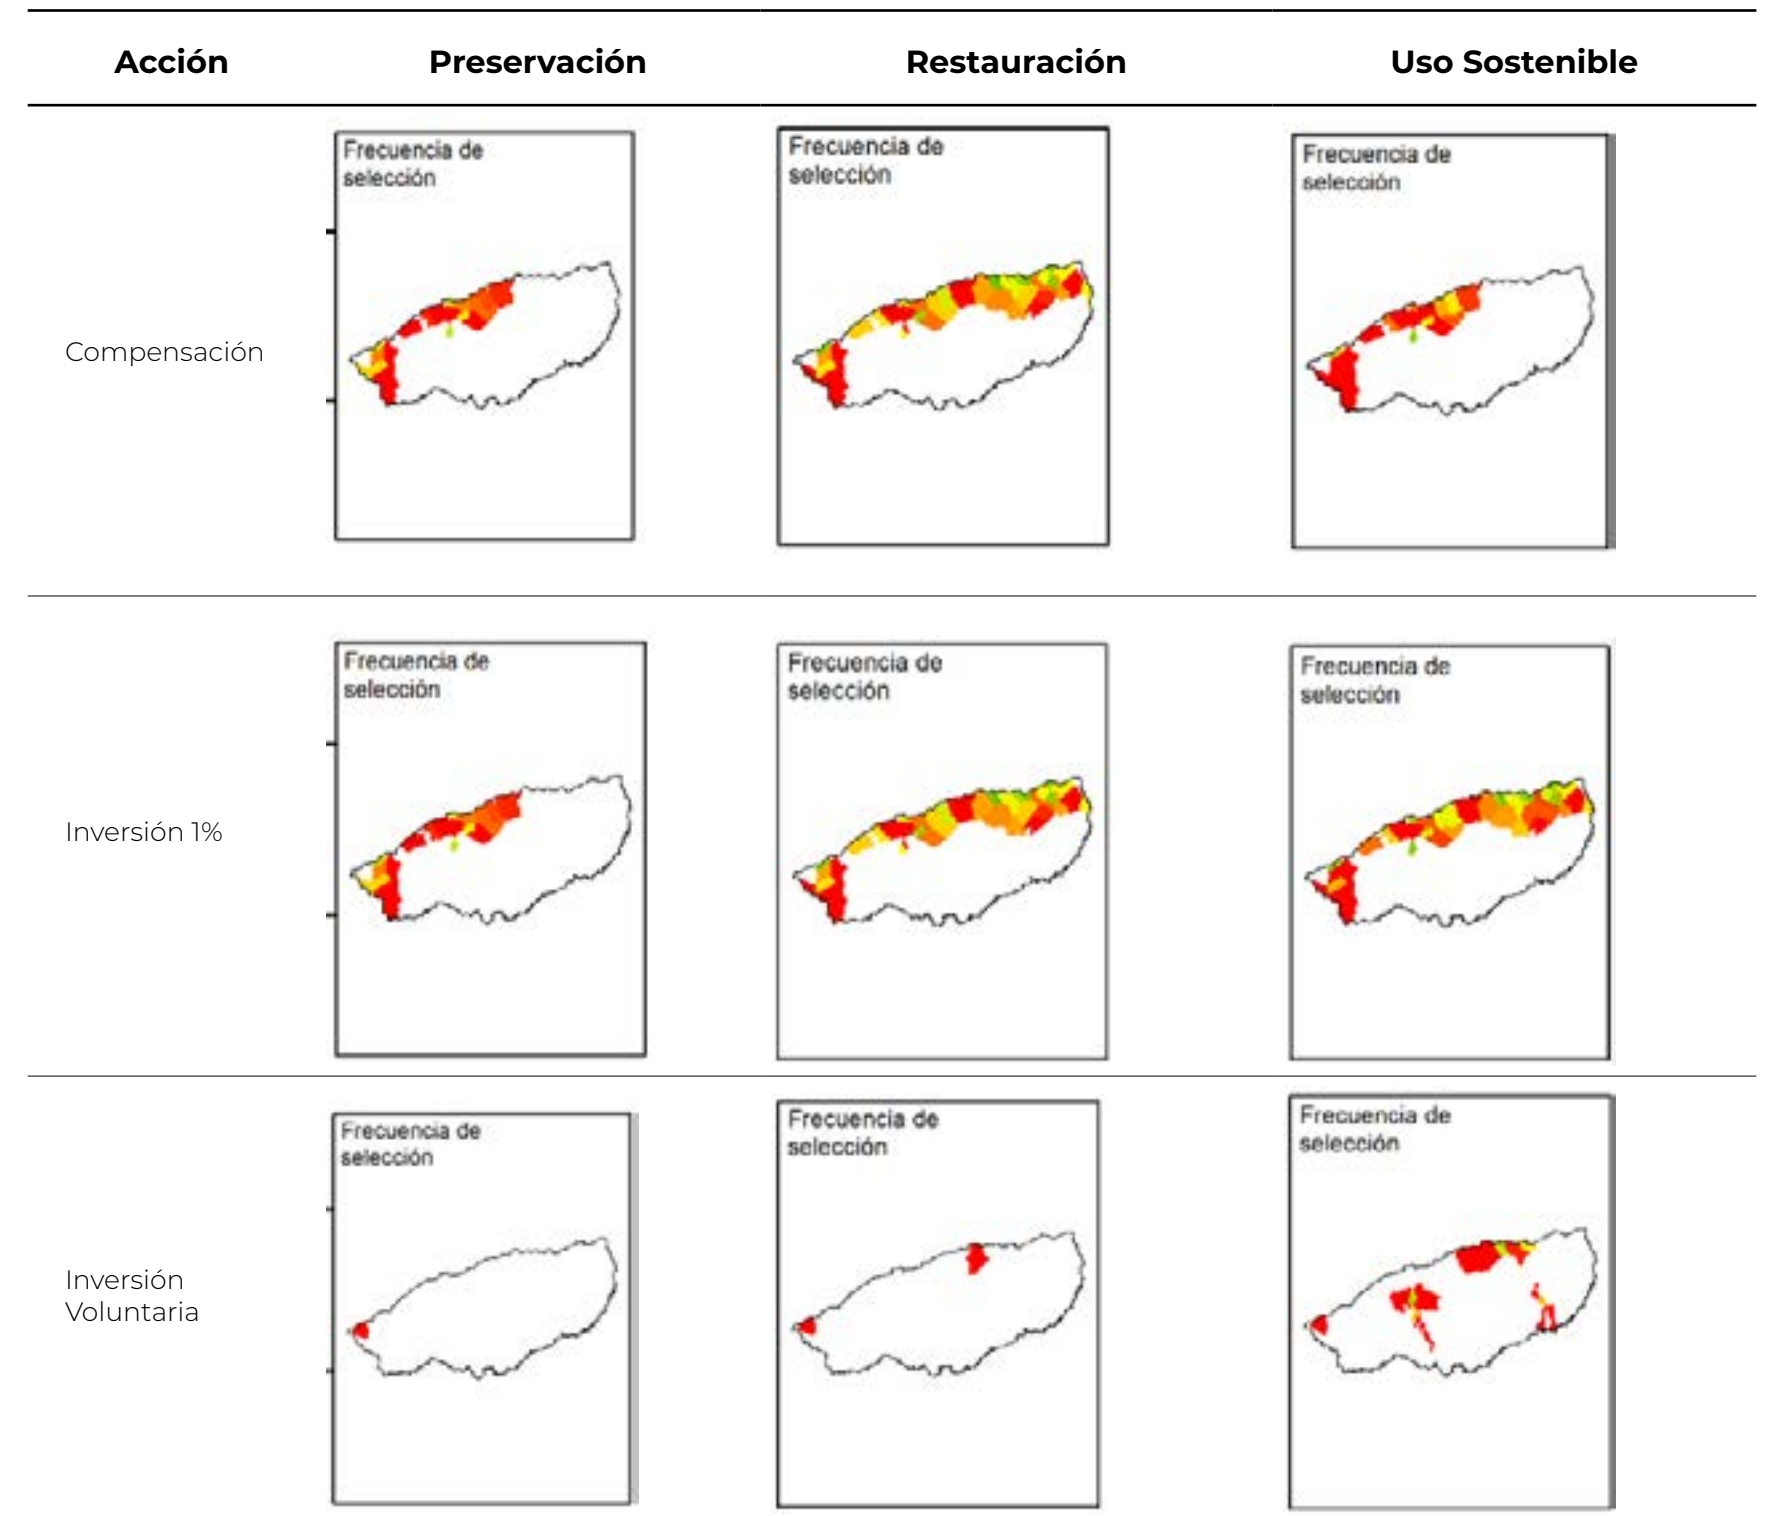 Acción Preservación Restauración Uso Sostenible
Frecuencia de
selección
Frecuencia de
selección
Frecuencia de
selección
Compensación
Frecuencia de
selección
Frecuencia de
selección
Frecuencia de
selección
Inversión 1%
Frecuencia de
selección
Frecuencia de
selección
Frecuencia de
selección
Inversión
Voluntaria